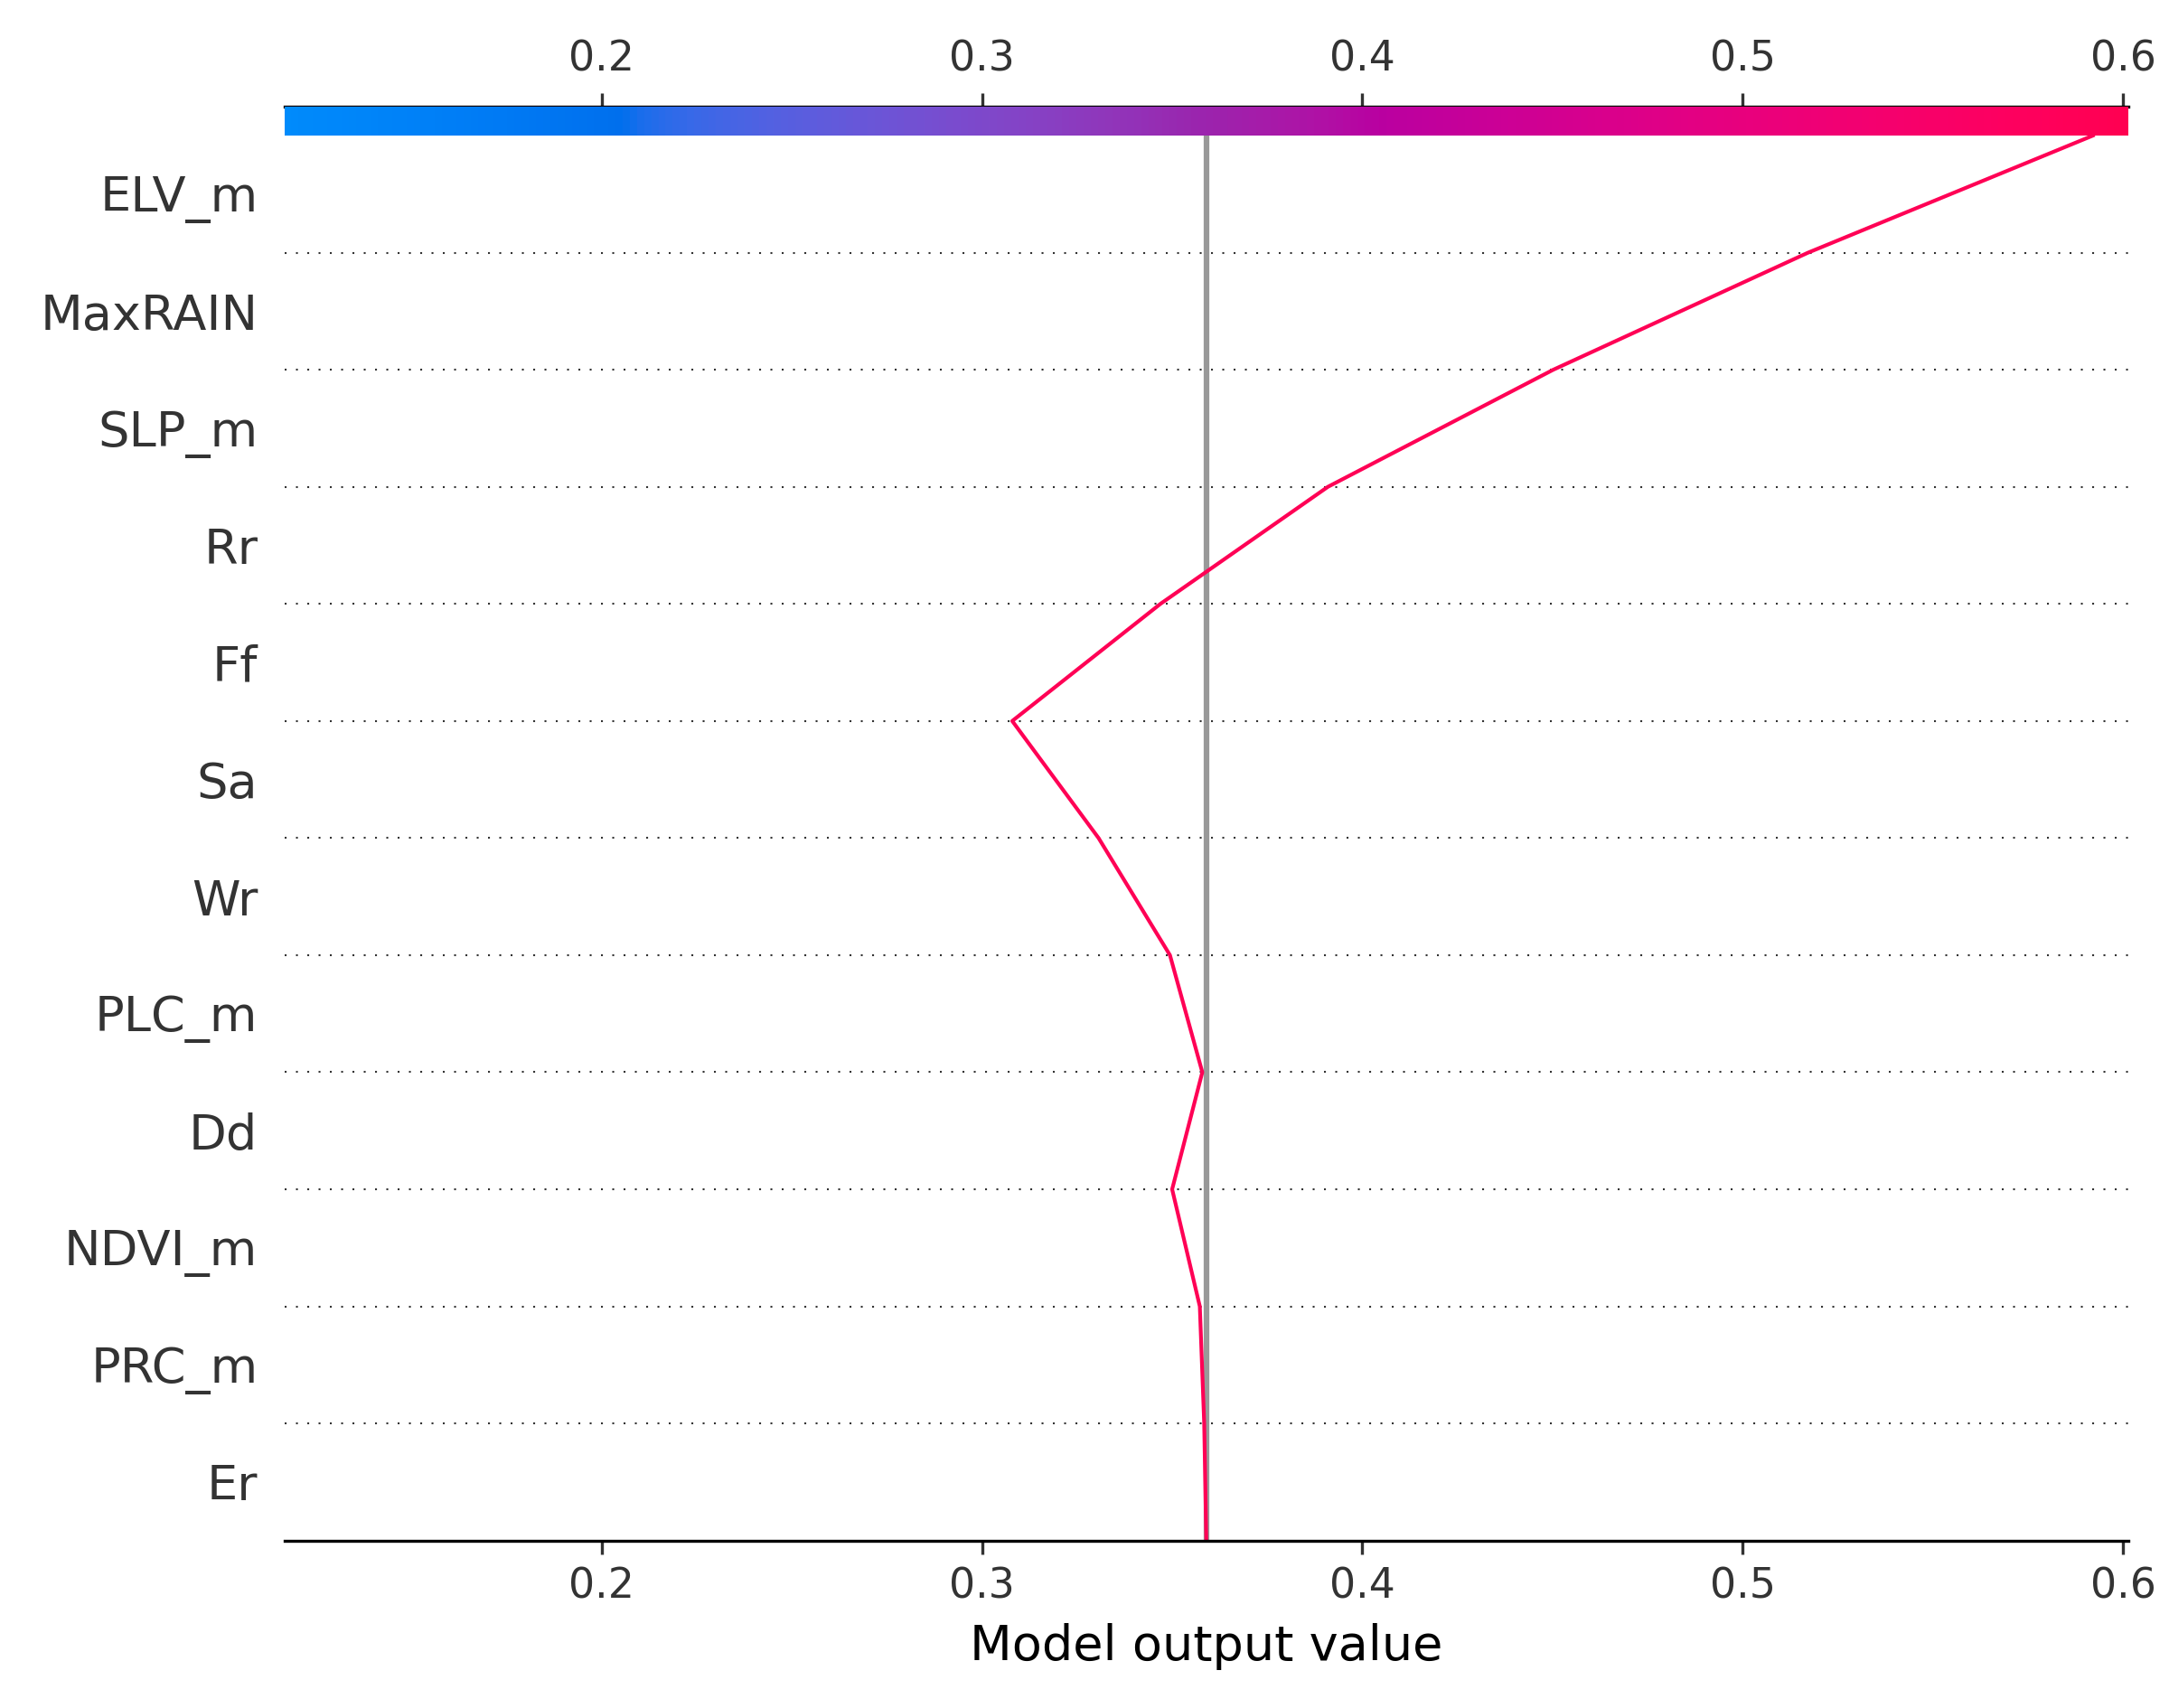 0.2 0.3 0.4 0.5 0.6
ELV_m
MaxRAIN
SLP_m
Rr
Ff
Sa
Wr
PLC_m
Dd
NDVI_m
PRC_m
Er
0.2 0.3 0.4 0.5 0.6
Model output value